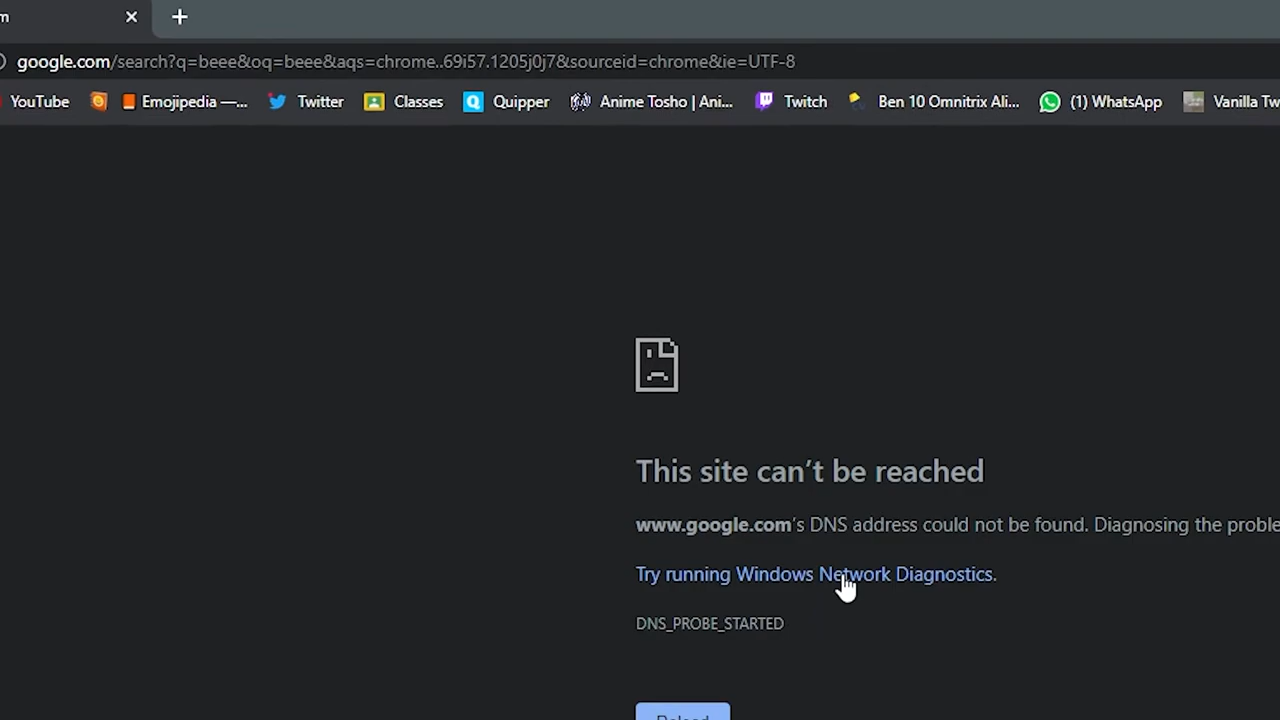 m
google.com/search?q=beee&oq=beee&aqs=chrome..69i57.1205j0j7&sourceid=chrome&ie=UTF-8
YouTube Emojipedia —... Twitter Classes Quipper Anime Tosho | Ani... Twitch Ben 10 Omnitrix Ali... (1) WhatsApp Vanilla Tw
This site can't be reached
www.google.com's DNS address could not be found. Diagnosing the proble
Try running Windows Network Diagnostics.
DNS_PROBE_STARTED
Reload